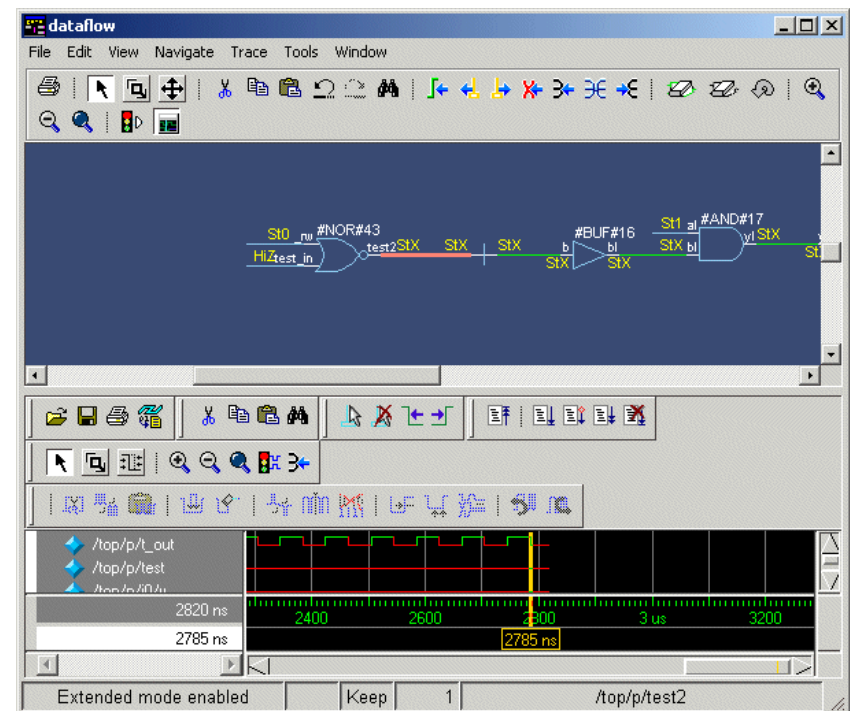 dataflow
File Edit View Navigate Trace Tools Window
St0 _rw #NOR#43
HiZ test_in
test2 StX StX StX
#BUF#16
b bl
StX StX
St1 al #AND#17
StX bl
yl StX
/top/p/t_out
/top/p/test
2820 ns
2400 2600 2800 3 us 3200
2785 ns
2785 ns
Extended mode enabled Keep 1 /top/p/test2